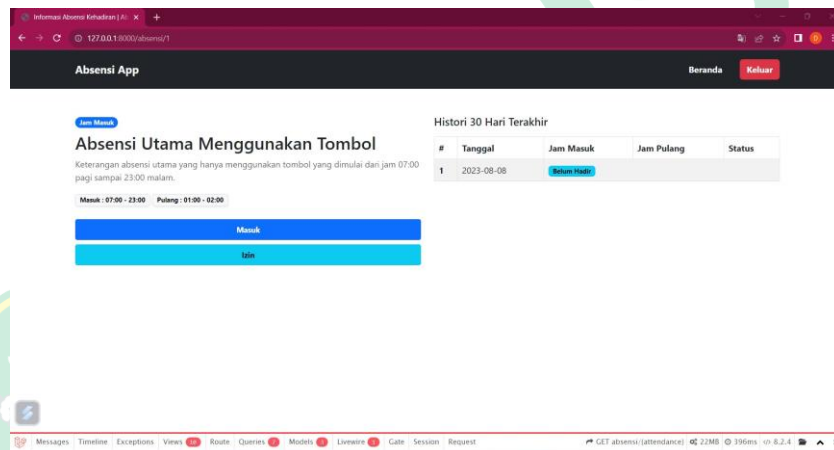 Informasi Absensi Kehadiran | Ab
127.0.0.1:8000/absensi/1
Absensi App
Beranda
Keluar
Jam Masuk
Absensi Utama Menggunakan Tombol
Keterangan absensi utama yang hanya menggunakan tombol yang dimulai dari jam 07:00
pagi sampai 23:00 malam.
Masuk : 07:00 - 23:00 Pulang : 01:00 - 02:00
Masuk
Izin
Histori 30 Hari Terakhir
# Tanggal Jam Masuk Jam Pulang Status
1 2023-08-08 Belum Hadir
Messages Timeline Exceptions Views Route Queries Models Livewire Gate Session Request GET absensi/{attendance} 22MB 396ms 8.2.4